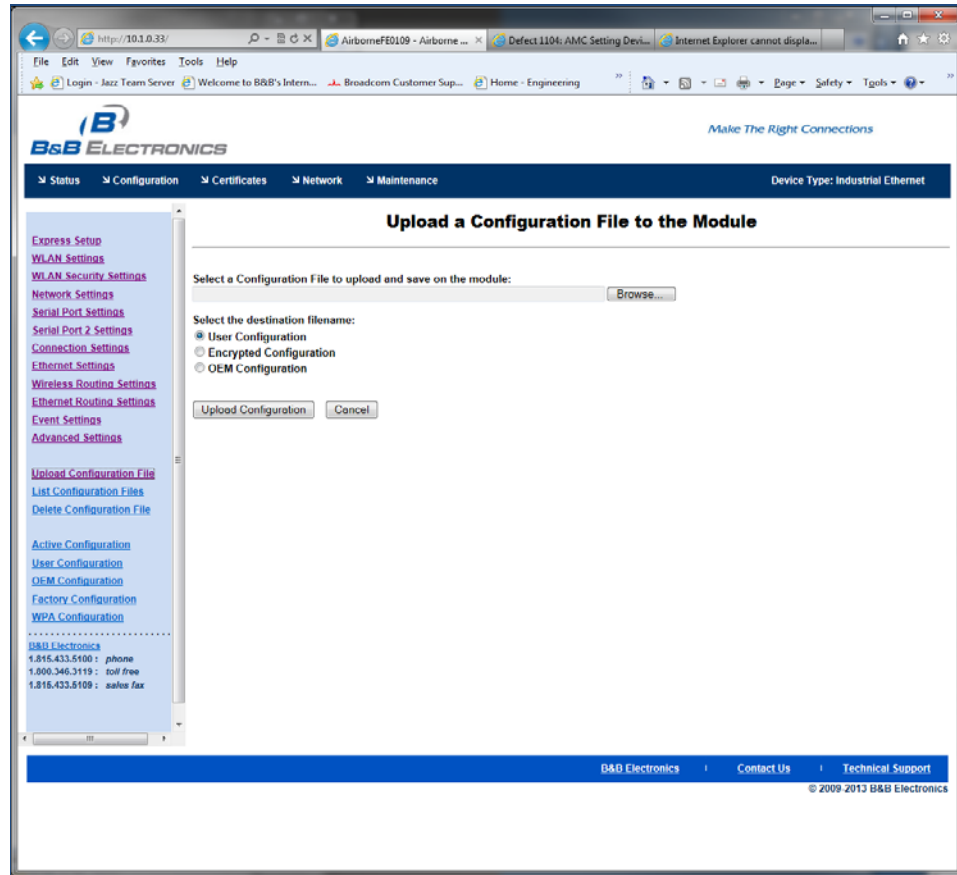 http://10.1.0.33/
AirborneFE0109 - Airborne ...
Defect 1104: AMC Setting Devi...
Internet Explorer cannot displa...
File Edit View Favorites Tools Help
Login - Jazz Team Server
Welcome to B&B's Intern...
Broadcom Customer Sup...
Home - Engineering
Page
Safety
Tools
B
B&B ELECTRONICS
Make The Right Connections
Status
Configuration
Certificates
Network
Maintenance
Device Type: Industrial Ethernet
Express Setup
WLAN Settings
WLAN Security Settings
Network Settings
Serial Port Settings
Serial Port 2 Settings
Connection Settings
Ethernet Settings
Wireless Routing Settings
Ethernet Routing Settings
Event Settings
Advanced Settings
Upload Configuration File
List Configuration Files
Delete Configuration File
Active Configuration
User Configuration
OEM Configuration
Factory Configuration
WPA Configuration
B&B Electronics
1.815.433.5100 : phone
1.800.346.3119 : toll free
1.815.433.5109 : sales fax
Upload a Configuration File to the Module
Select a Configuration File to upload and save on the module:
Browse...
Select the destination filename:
User Configuration
Encrypted Configuration
OEM Configuration
Upload Configuration
Cancel
B&B Electronics | Contact Us | Technical Support
© 2009-2013 B&B Electronics